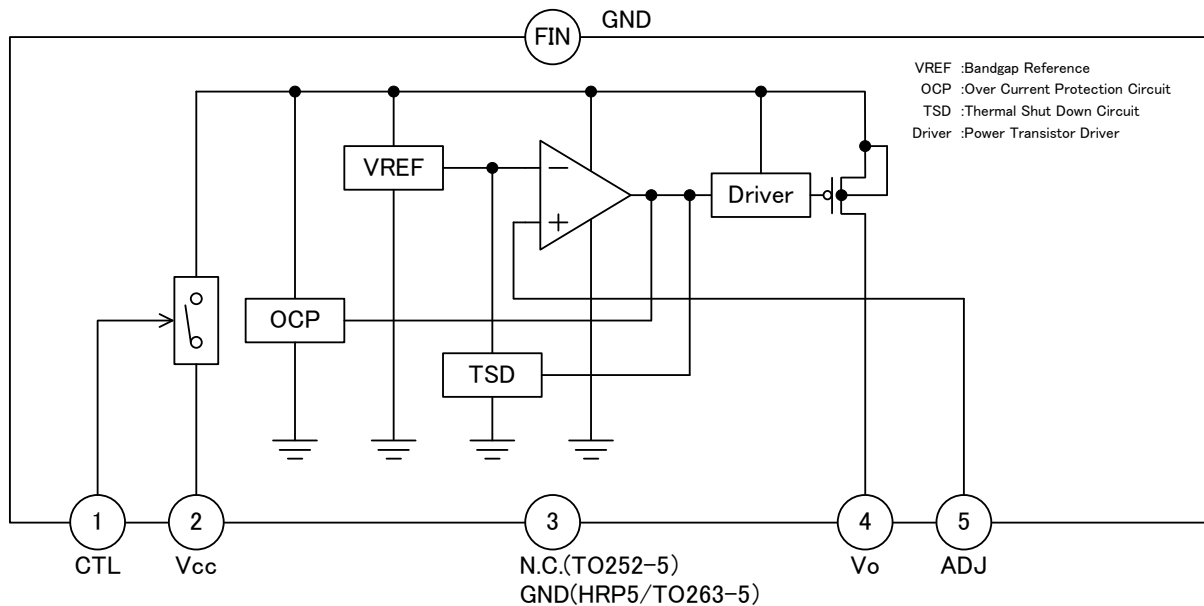 FIN
GND
VREF :Bandgap Reference
OCP :Over Current Protection Circuit
TSD :Thermal Shut Down Circuit
Driver :Power Transistor Driver
VREF
−
+
Driver
OCP
TSD
1
2
3
4
5
CTL
Vcc
N.C.(TO252-5)
GND(HRP5/TO263-5)
Vo
ADJ